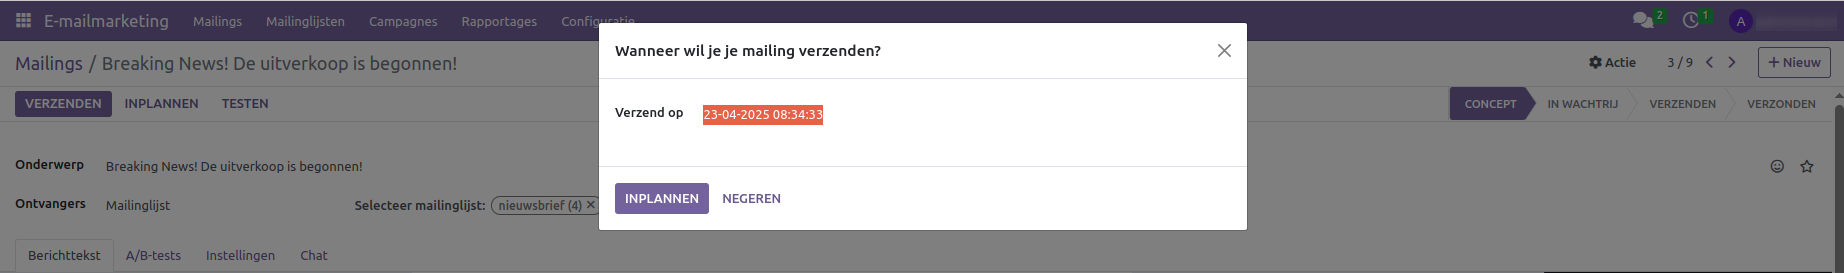 E-mailmarketing Mailings Mailinglijsten Campagnes Rapportages Configuratie 2 1 A
Wanneer wil je je mailing verzenden?
Mailings / Breaking News! De uitverkoop is begonnen! Actie 3 / 9 + Nieuw
VERZENDEN INPLANNEN TESTEN CONCEPT IN WACHTRIJ VERZENDEN VERZONDEN
Verzend op 23-04-2025 08:34:33
Onderwerp Breaking News! De uitverkoop is begonnen!
Ontvangers Mailinglijst Selecteer mailinglijst: nieuwsbrief (4) ×
INPLANNEN NEGEREN
Berichttekst A/B-tests Instellingen Chat